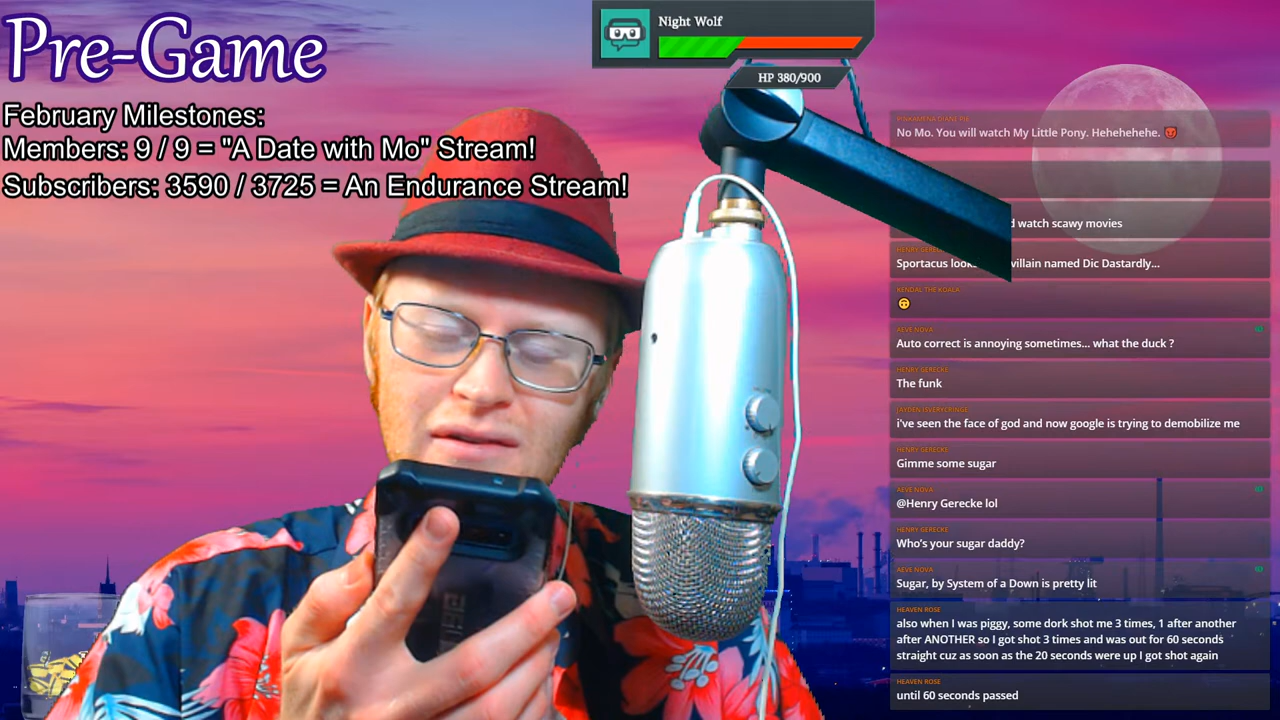 Pre-Game
February Milestones:
Members: 9 / 9 = "A Date with Mo" Stream!
Subscribers: 3590 / 3725 = An Endurance Stream!
Night Wolf
HP 380/900
No Mo. You will watch My Little Pony. Hehehehehe. 😈
watch scawy movies
HENRY GERECKE
Sportacus looks villain named Dic Dastardly...
KENDAL THE KOALA
🙃
AEVE NOVA
Auto correct is annoying sometimes... what the duck ?
HENRY GERECKE
The funk
JAYDEN ISVERYCRINGE
i've seen the face of god and now google is trying to demobilize me
HENRY GERECKE
Gimme some sugar
AEVE NOVA
@Henry Gerecke lol
HENRY GERECKE
Who's your sugar daddy?
AEVE NOVA
Sugar, by System of a Down is pretty lit
HEAVEN ROSE
also when I was piggy, some dork shot me 3 times, 1 after another
after ANOTHER so I got shot 3 times and was out for 60 seconds
straight cuz as soon as the 20 seconds were up I got shot again
HEAVEN ROSE
until 60 seconds passed